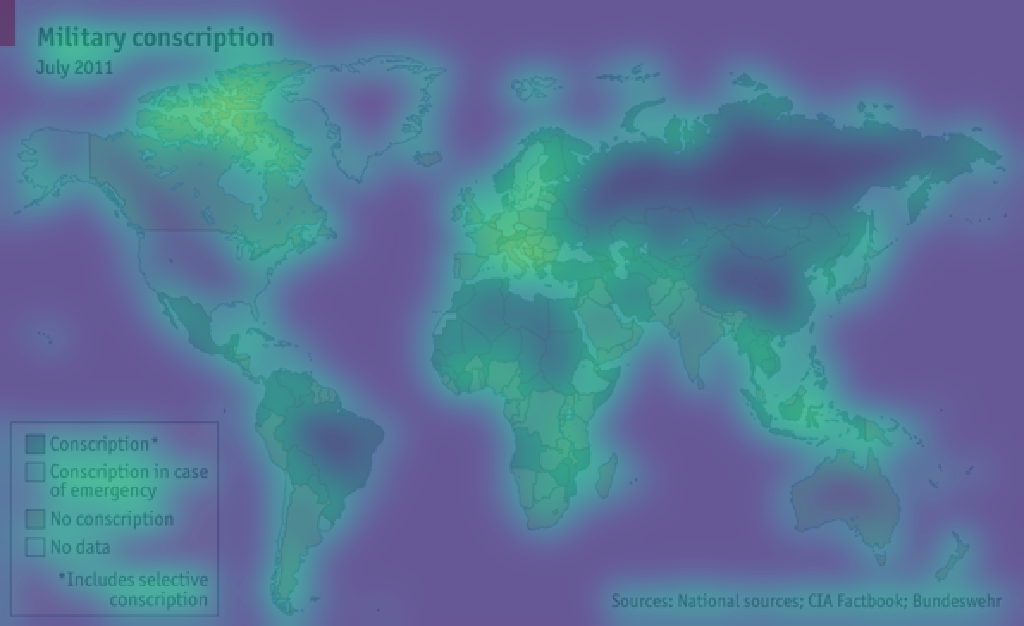 Military conscription
July 2011
Conscription*
Conscription in case
of emergency
No conscription
No data
*Includes selective
conscription
Sources: National sources; CIA Factbook; Bundeswehr